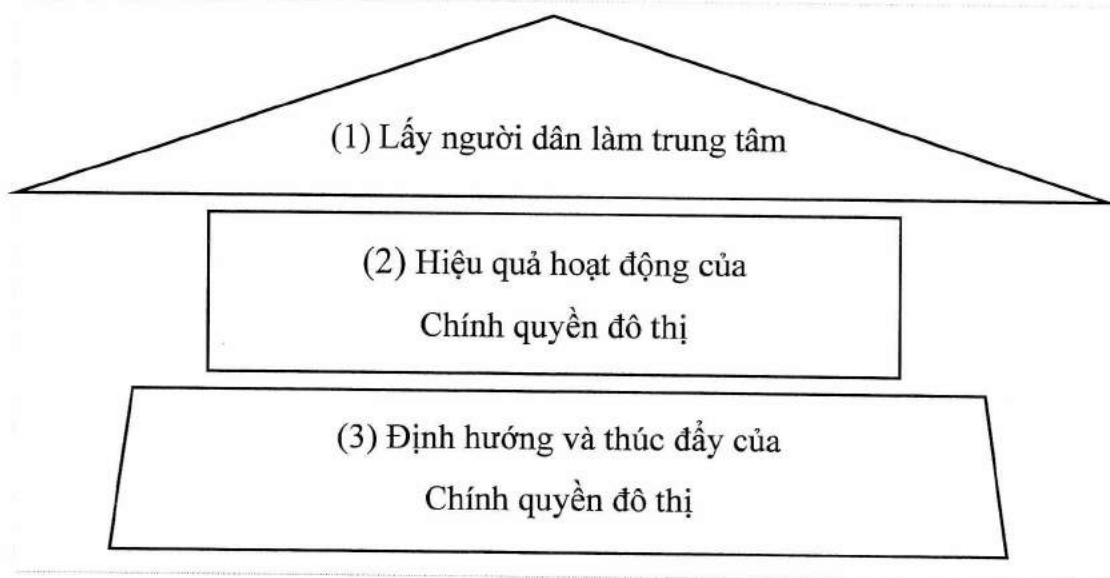 (1) Lấy người dân làm trung tâm
(2) Hiệu quả hoạt động của
Chính quyền đô thị
(3) Định hướng và thúc đẩy của
Chính quyền đô thị